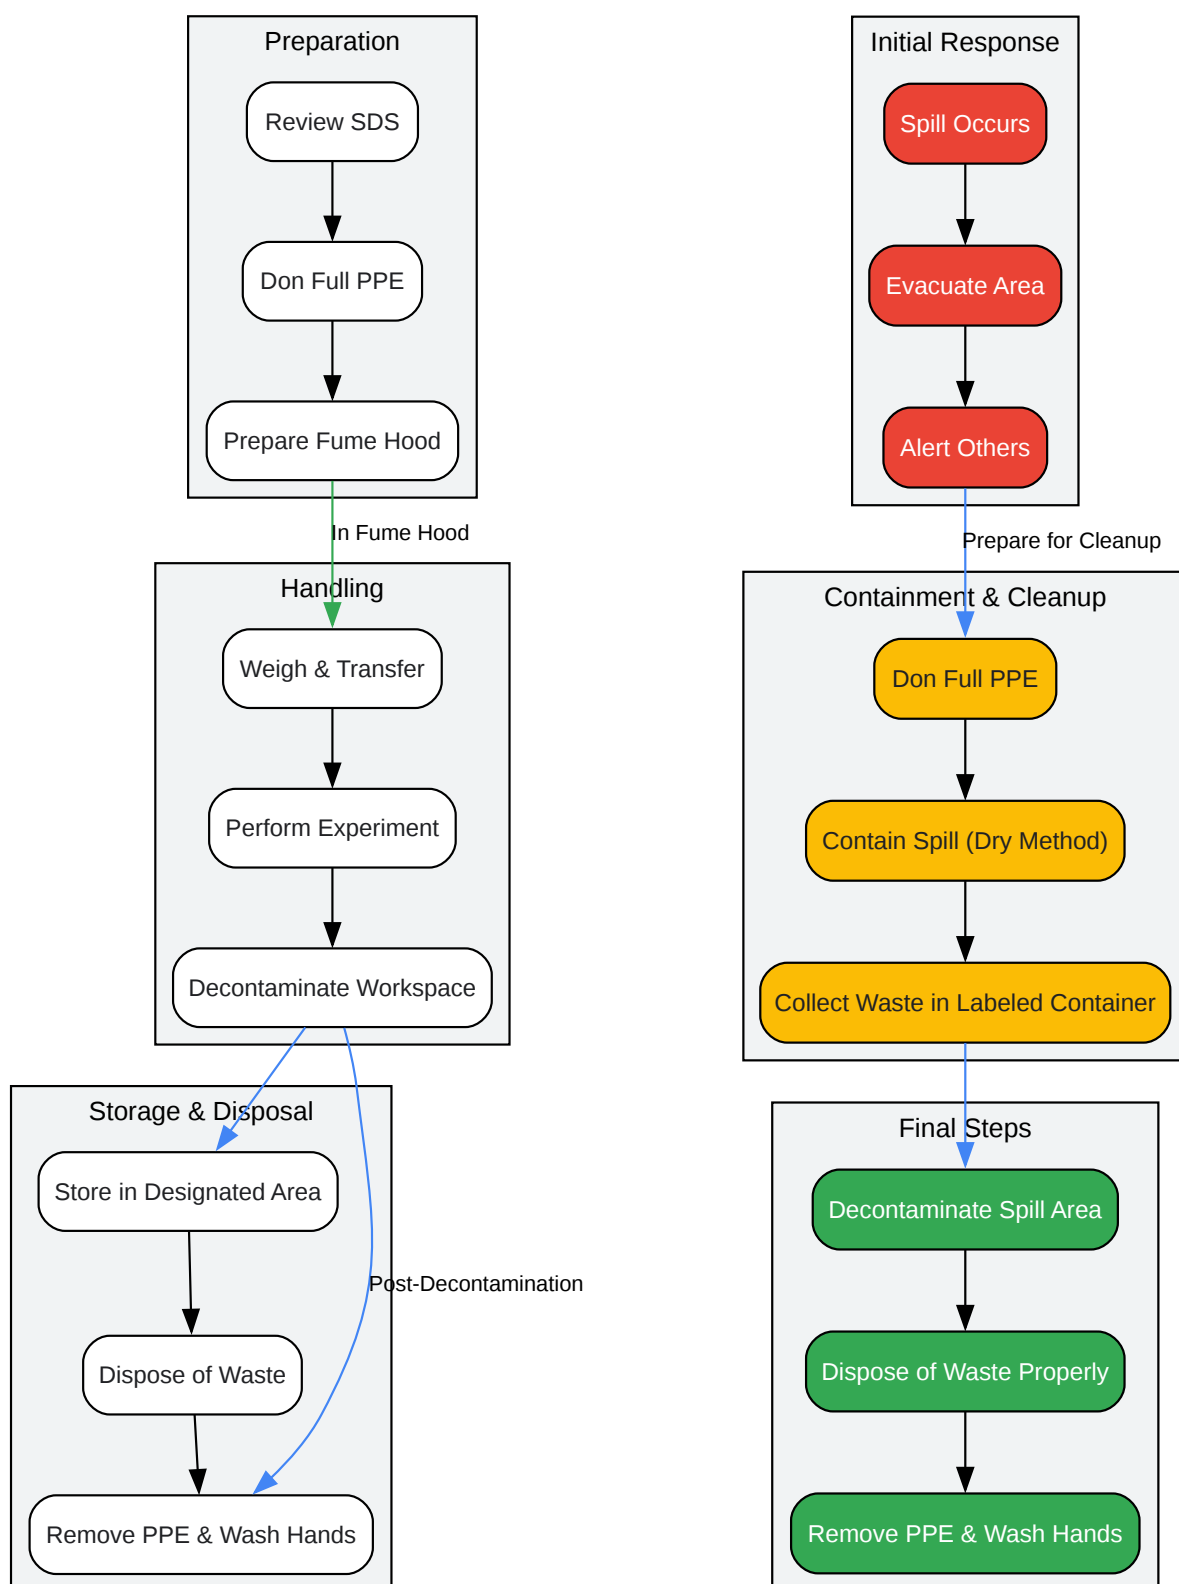 Preparation
Review SDS
Don Full PPE
Prepare Fume Hood
In Fume Hood
Handling
Weigh & Transfer
Perform Experiment
Decontaminate Workspace
Storage & Disposal
Store in Designated Area
Post-Decontamination
Dispose of Waste
Remove PPE & Wash Hands
Initial Response
Spill Occurs
Evacuate Area
Alert Others
Prepare for Cleanup
Containment & Cleanup
Don Full PPE
Contain Spill (Dry Method)
Collect Waste in Labeled Container
Final Steps
Decontaminate Spill Area
Dispose of Waste Properly
Remove PPE & Wash Hands